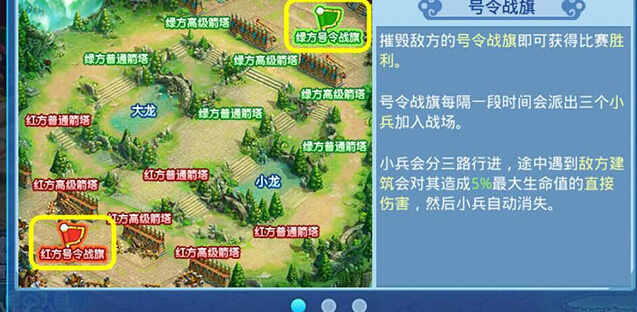 号令战旗
绿方高级箭塔
绿方高级箭塔
绿方号令战旗
绿方普通箭塔
绿方普通箭塔
绿方高级箭塔
大龙
绿方普通箭塔
红方普通箭塔
绿方普通箭塔
红方普通箭塔
红方高级箭塔
小龙
红方普通箭塔
红方高级箭塔
红方号令战旗
红方高级箭塔
摧毁敌方的号令战旗即可获得比赛胜
利。
号令战旗每隔一段时间会派出三个小
兵加入战场。
小兵会分三路行进，途中遇到敌方建
筑会对其造成5%最大生命值的直接
伤害，然后小兵自动消失。